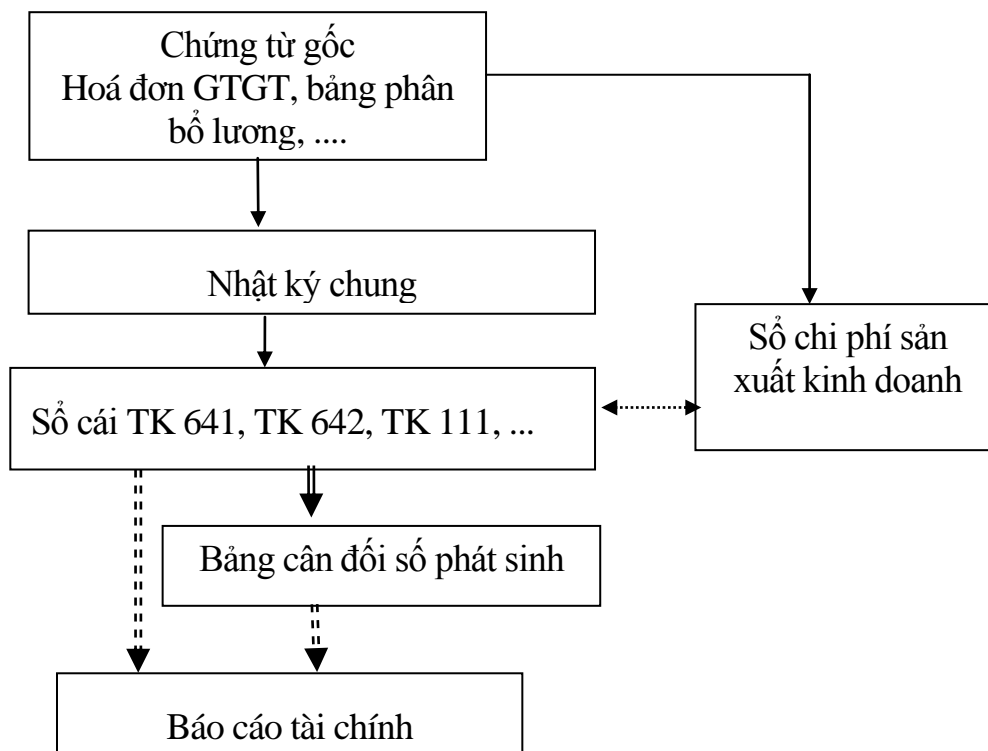 Chứng từ gốc
Hoá đơn GTGT, bảng phân
bổ lương, ....
Nhật ký chung
Sổ chi phí sản
xuất kinh doanh
Sổ cái TK 641, TK 642, TK 111, ...
Bảng cân đối số phát sinh
Báo cáo tài chính